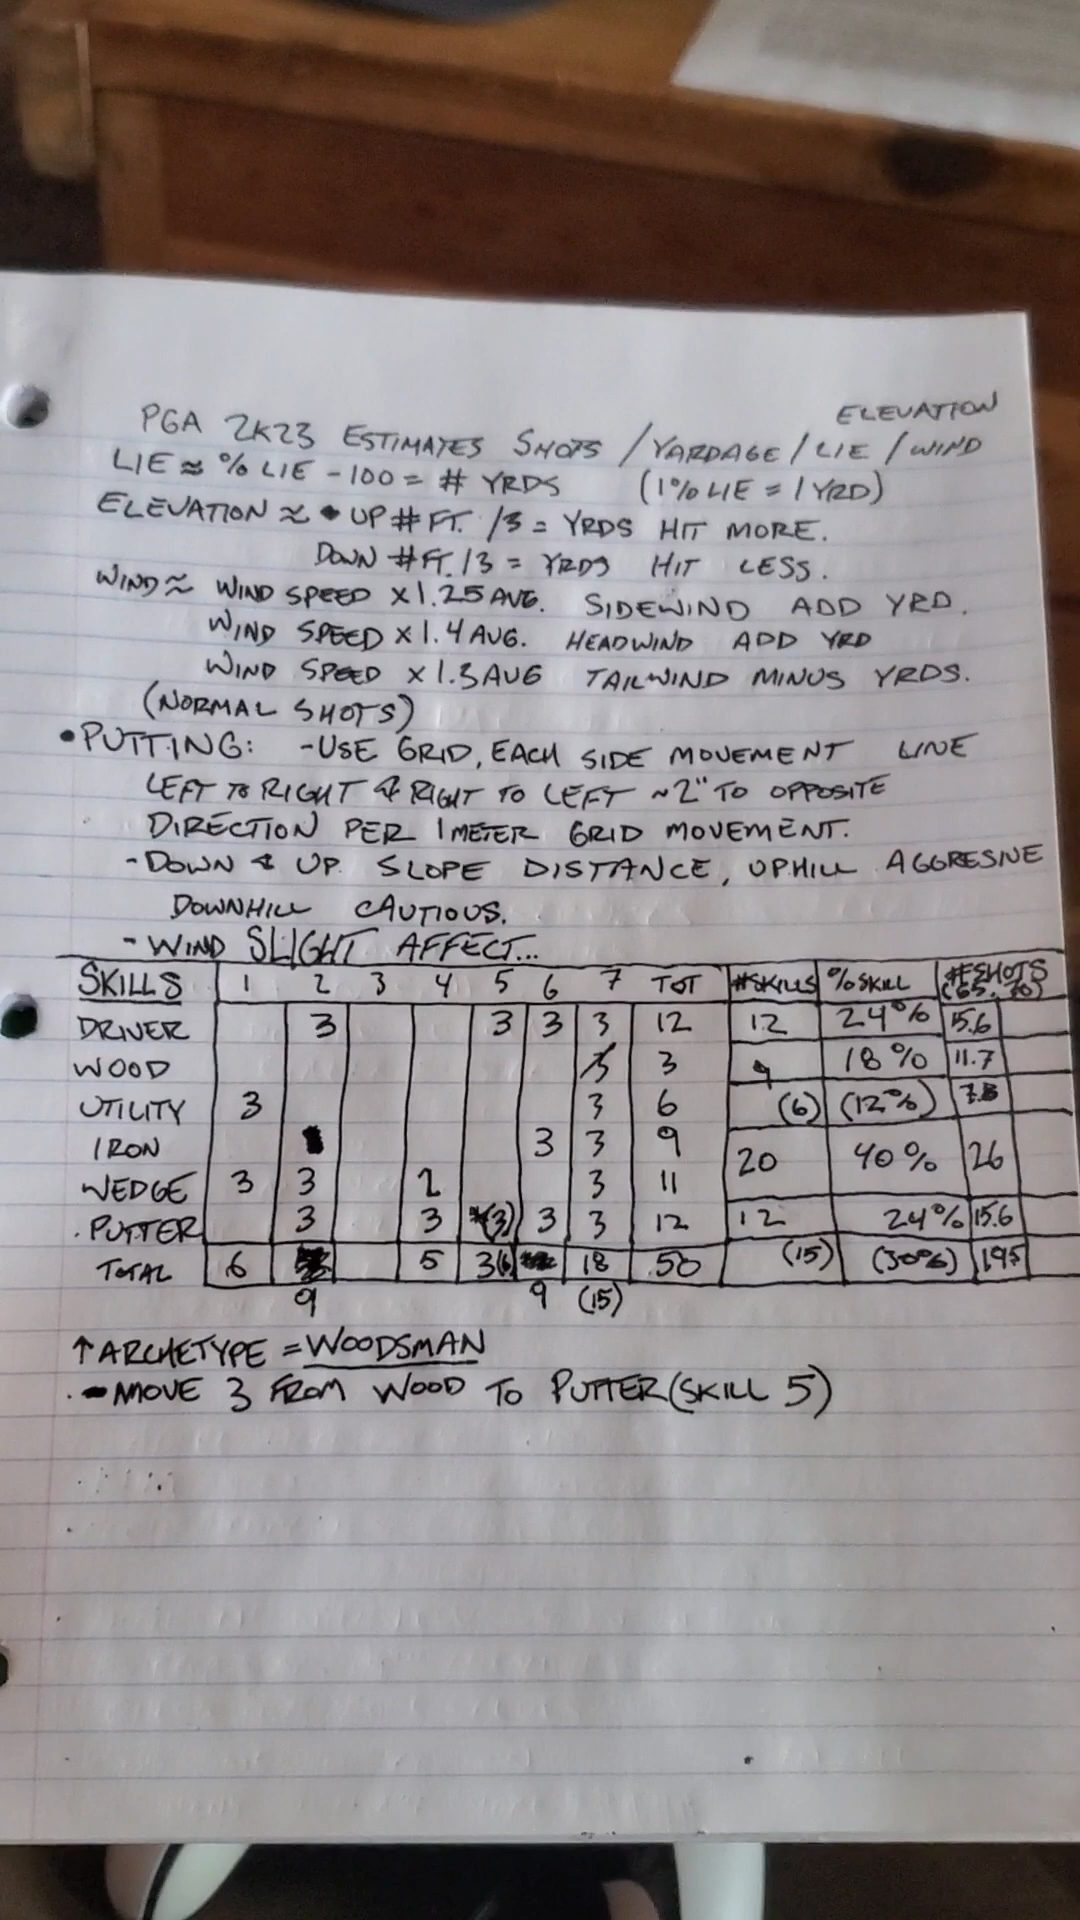 ELEVATION
PGA 2K23 ESTIMATES SHOTS / YARDAGE / LIE / WIND
LIE ≈ % LIE - 100 = # YRDS (1% LIE = 1 YRD)
ELEVATION ≈ • UP # FT. /3 = YRDS HIT MORE.
DOWN # FT. /3 = YRDS HIT LESS.
WIND ≈ WIND SPEED X 1.25 AVG. SIDEWIND ADD YRD.
WIND SPEED X 1.4 AVG. HEADWIND ADD YRD
WIND SPEED X 1.3 AVG TAILWIND MINUS YRDS.
(NORMAL SHOTS)
• PUTTING: - USE GRID, EACH SIDE MOVEMENT LINE
LEFT TO RIGHT & RIGHT TO LEFT ~2" TO OPPOSITE
DIRECTION PER 1 METER GRID MOVEMENT.
- DOWN & UP. SLOPE DISTANCE, UPHILL AGGRESIVE
DOWNHILL CAUTIOUS.
- WIND SLIGHT AFFECT...
SKILLS 1 2 3 4 5 6 7 TOT #SKILLS % SKILL # SHOTS
DRIVER 3 3 3 3 12 12 24% 15.6
WOOD 3 3 9 18% 11.7
UTILITY 3 3 6 (6) (12%) 7.8
IRON 3 3 9 20 40% 26
WEDGE 3 3 2 3 11
PUTTER 3 3 *(3) 3 3 12 12 24% 15.6
TOTAL 6 5 3(6) 18 50 (15) (30%) 19.5
9 9 (15)
↑ ARCHETYPE = WOODSMAN
- MOVE 3 FROM WOOD TO PUTTER (SKILL 5)